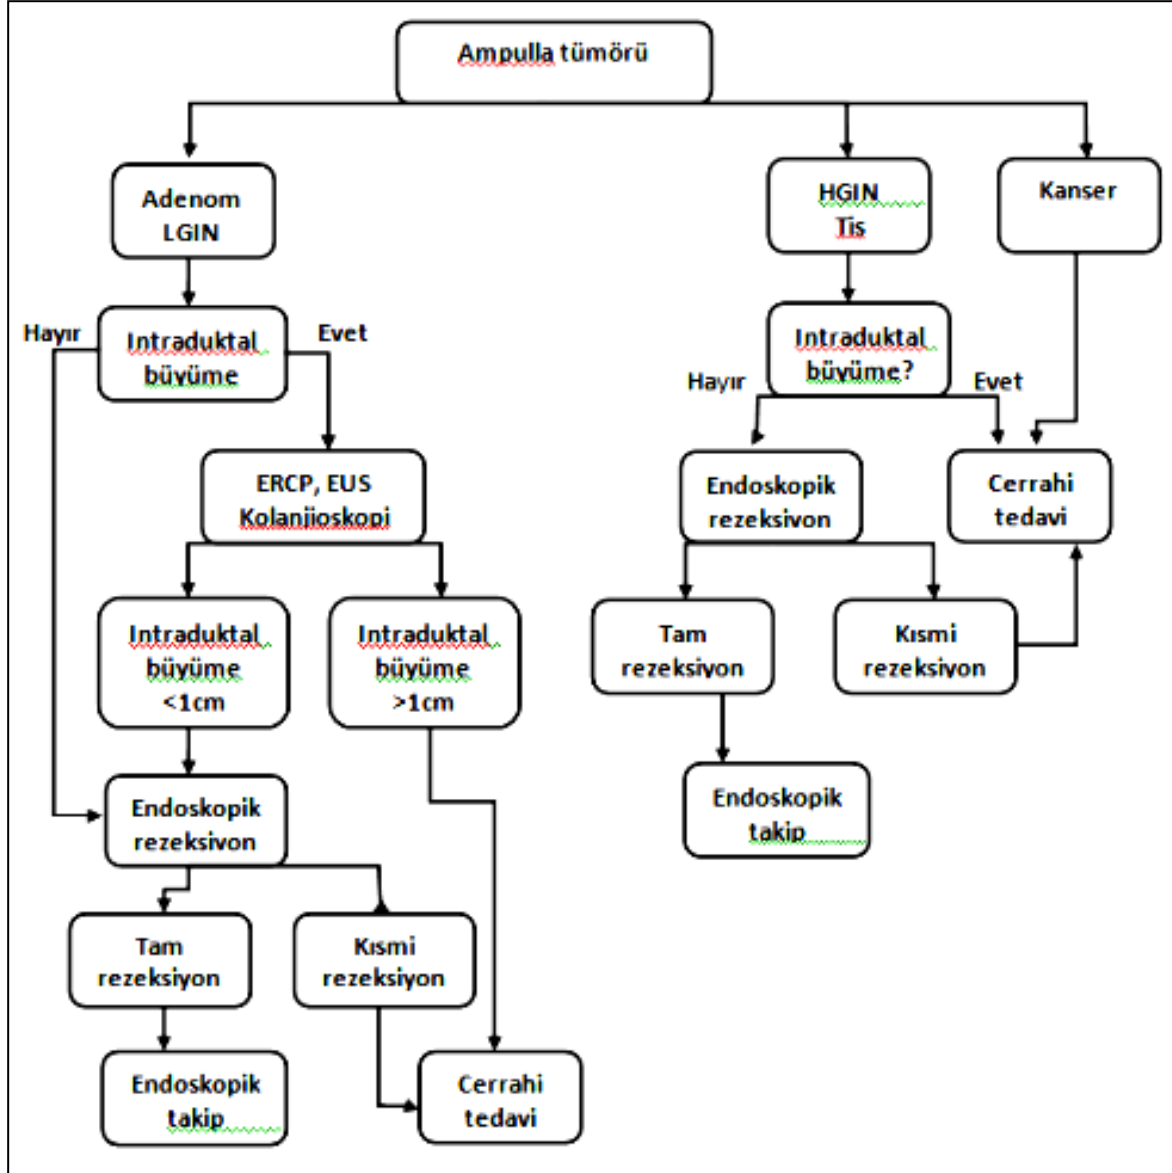 Ampulla tümörü
Adenom
LGIN
HGIN
Tis
Kanser
Hayır
Intraduktal
büyüme
Evet
Intraduktal
büyüme?
Hayır
Evet
ERCP, EUS
Kolanjioskopi
Endoskopik
rezeksiyon
Cerrahi
tedavi
Intraduktal
büyüme
<1cm
Intraduktal
büyüme
>1cm
Tam
rezeksiyon
Kısmi
rezeksiyon
Endoskopik
rezeksiyon
Endoskopik
takip
Tam
rezeksiyon
Kısmi
rezeksiyon
Endoskopik
takip
Cerrahi
tedavi